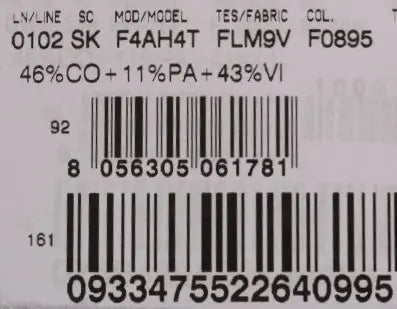 LN/LINE SC MOD/MODEL TES/FABRIC COL.
0102 SK F4AH4T FLM9V F0895
46%CO+11%PA+43%VI
92
8 056305 061781
161
0933475522640995